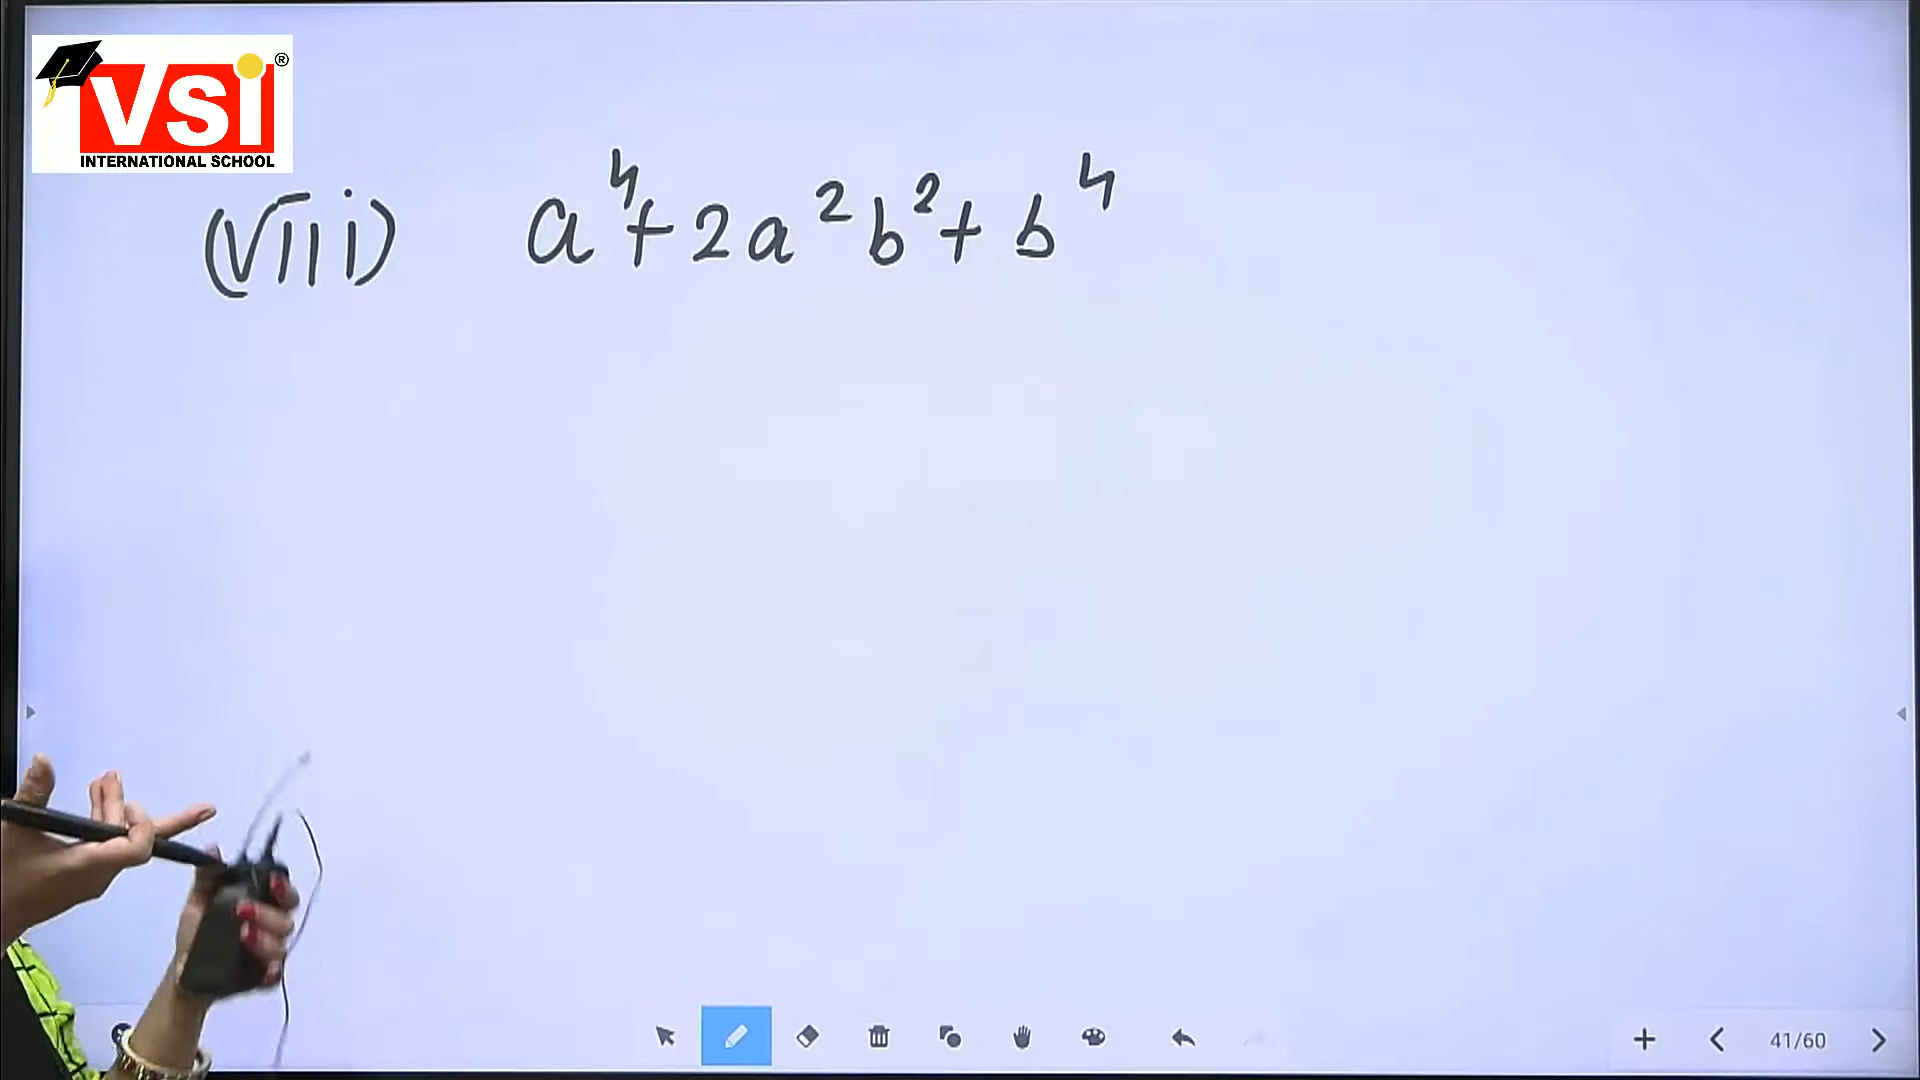 vsi ®
INTERNATIONAL SCHOOL
(viii) a⁴ + 2a²b² + b⁴
41/60